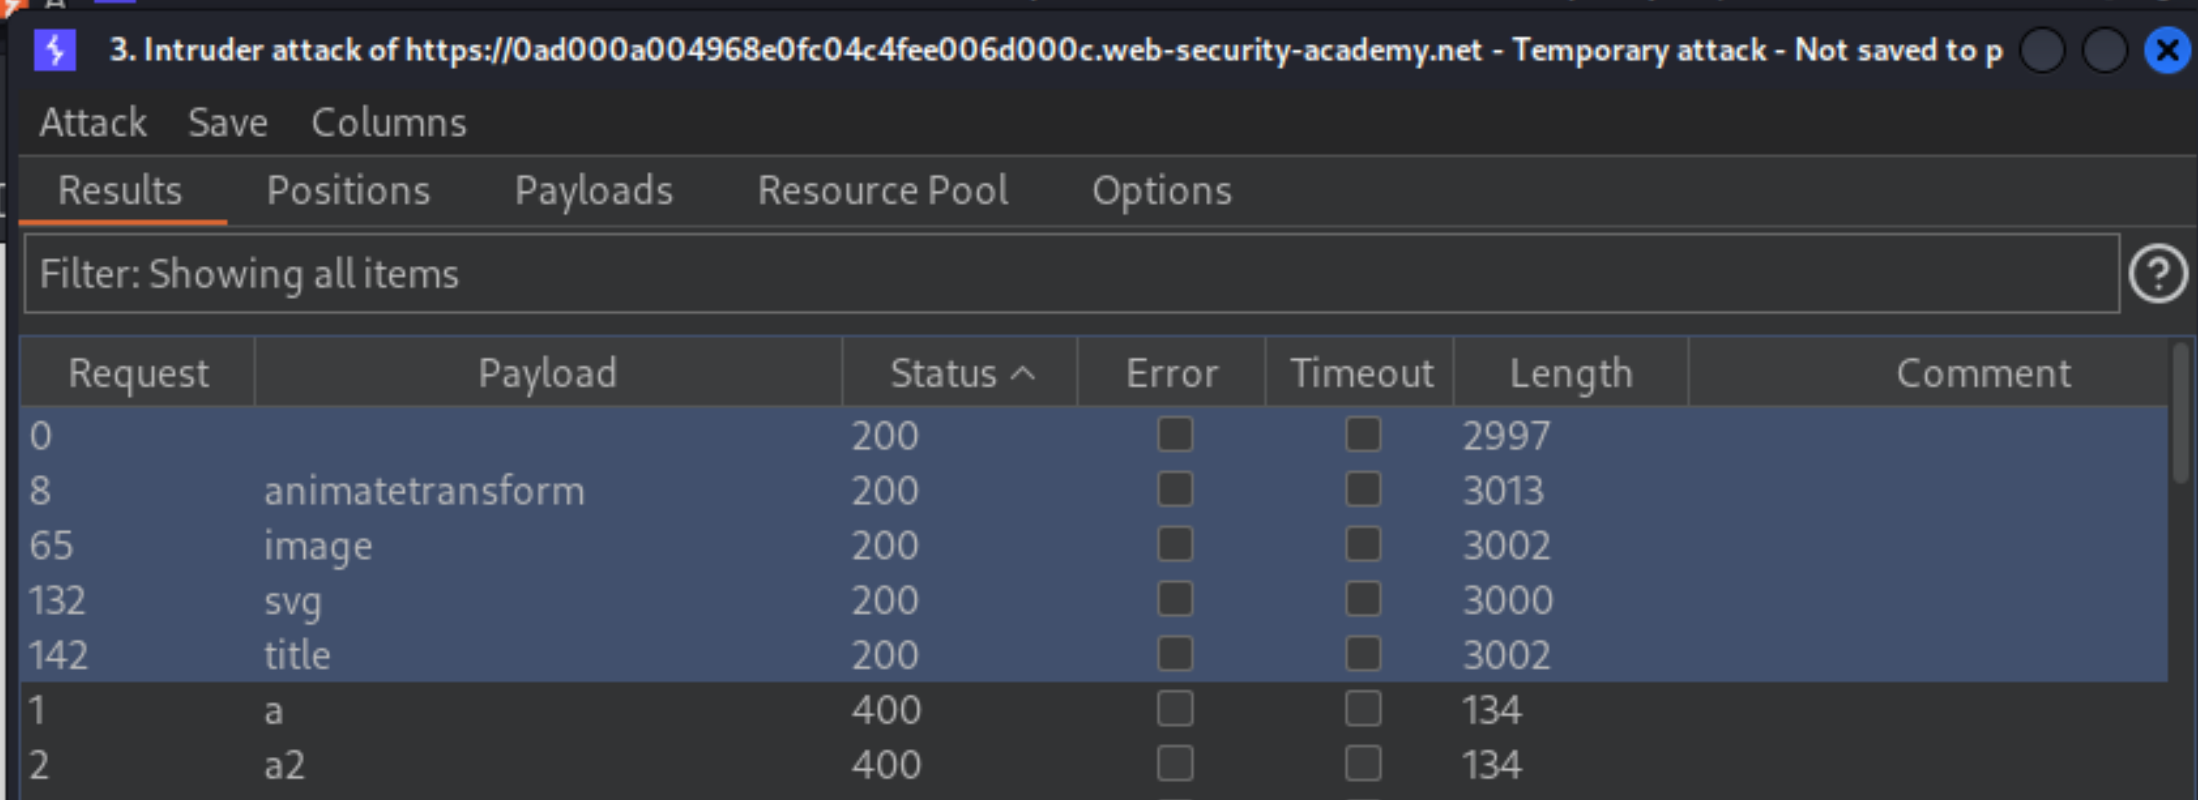 3. Intruder attack of https://0ad000a004968e0fc04c4fee006d000c.web-security-academy.net - Temporary attack - Not saved to p
Attack Save Columns
Results Positions Payloads Resource Pool Options
Filter: Showing all items
Request Payload Status Error Timeout Length Comment
0 200 2997
8 animatetransform 200 3013
65 image 200 3002
132 svg 200 3000
142 title 200 3002
1 a 400 134
2 a2 400 134